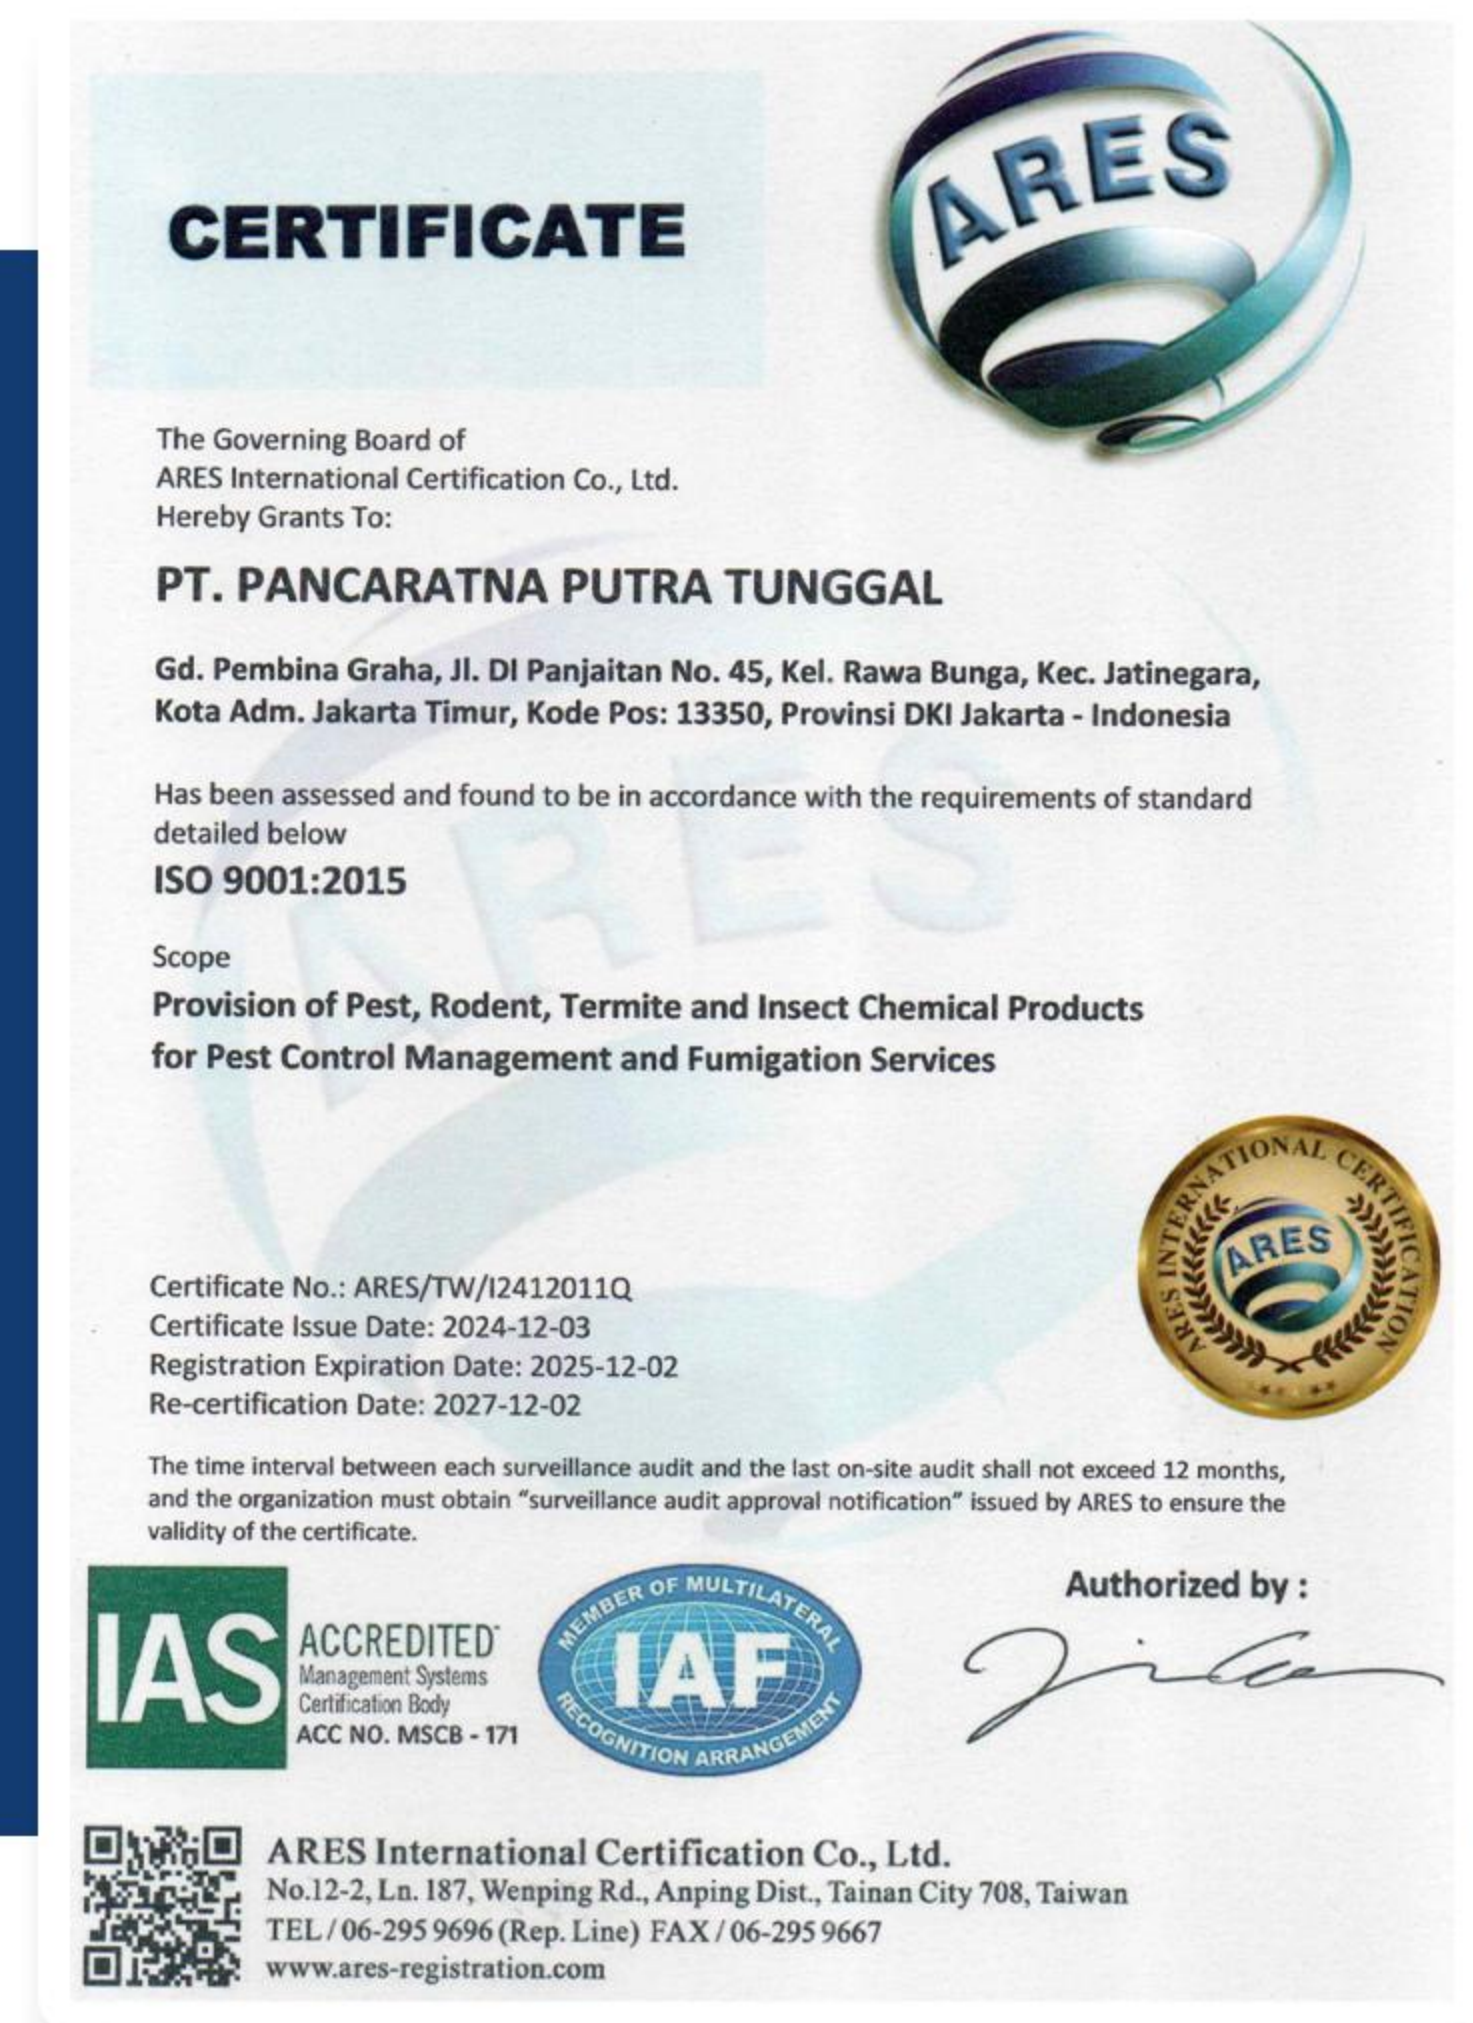 CERTIFICATE
ARES
The Governing Board of
ARES International Certification Co., Ltd.
Hereby Grants To:
PT. PANCARATNA PUTRA TUNGGAL
Gd. Pembina Graha, Jl. DI Panjaitan No. 45, Kel. Rawa Bunga, Kec. Jatinegara,
Kota Adm. Jakarta Timur, Kode Pos: 13350, Provinsi DKI Jakarta - Indonesia
Has been assessed and found to be in accordance with the requirements of standard
detailed below
ISO 9001:2015
Scope
Provision of Pest, Rodent, Termite and Insect Chemical Products
for Pest Control Management and Fumigation Services
ARES INTERNATIONAL CERTIFICATION
ARES
Certificate No.: ARES/TW/I2412011Q
Certificate Issue Date: 2024-12-03
Registration Expiration Date: 2025-12-02
Re-certification Date: 2027-12-02
The time interval between each surveillance audit and the last on-site audit shall not exceed 12 months,
and the organization must obtain “surveillance audit approval notification” issued by ARES to ensure the
validity of the certificate.
IAS
ACCREDITED
Management Systems
Certification Body
ACC NO. MSCB - 171
MEMBER OF MULTILATERAL
IAF
RECOGNITION ARRANGEMENT
Authorized by :
ARES International Certification Co., Ltd.
No.12-2, Ln. 187, Wenping Rd., Anping Dist., Tainan City 708, Taiwan
TEL / 06-295 9696 (Rep. Line) FAX / 06-295 9667
www.ares-registration.com